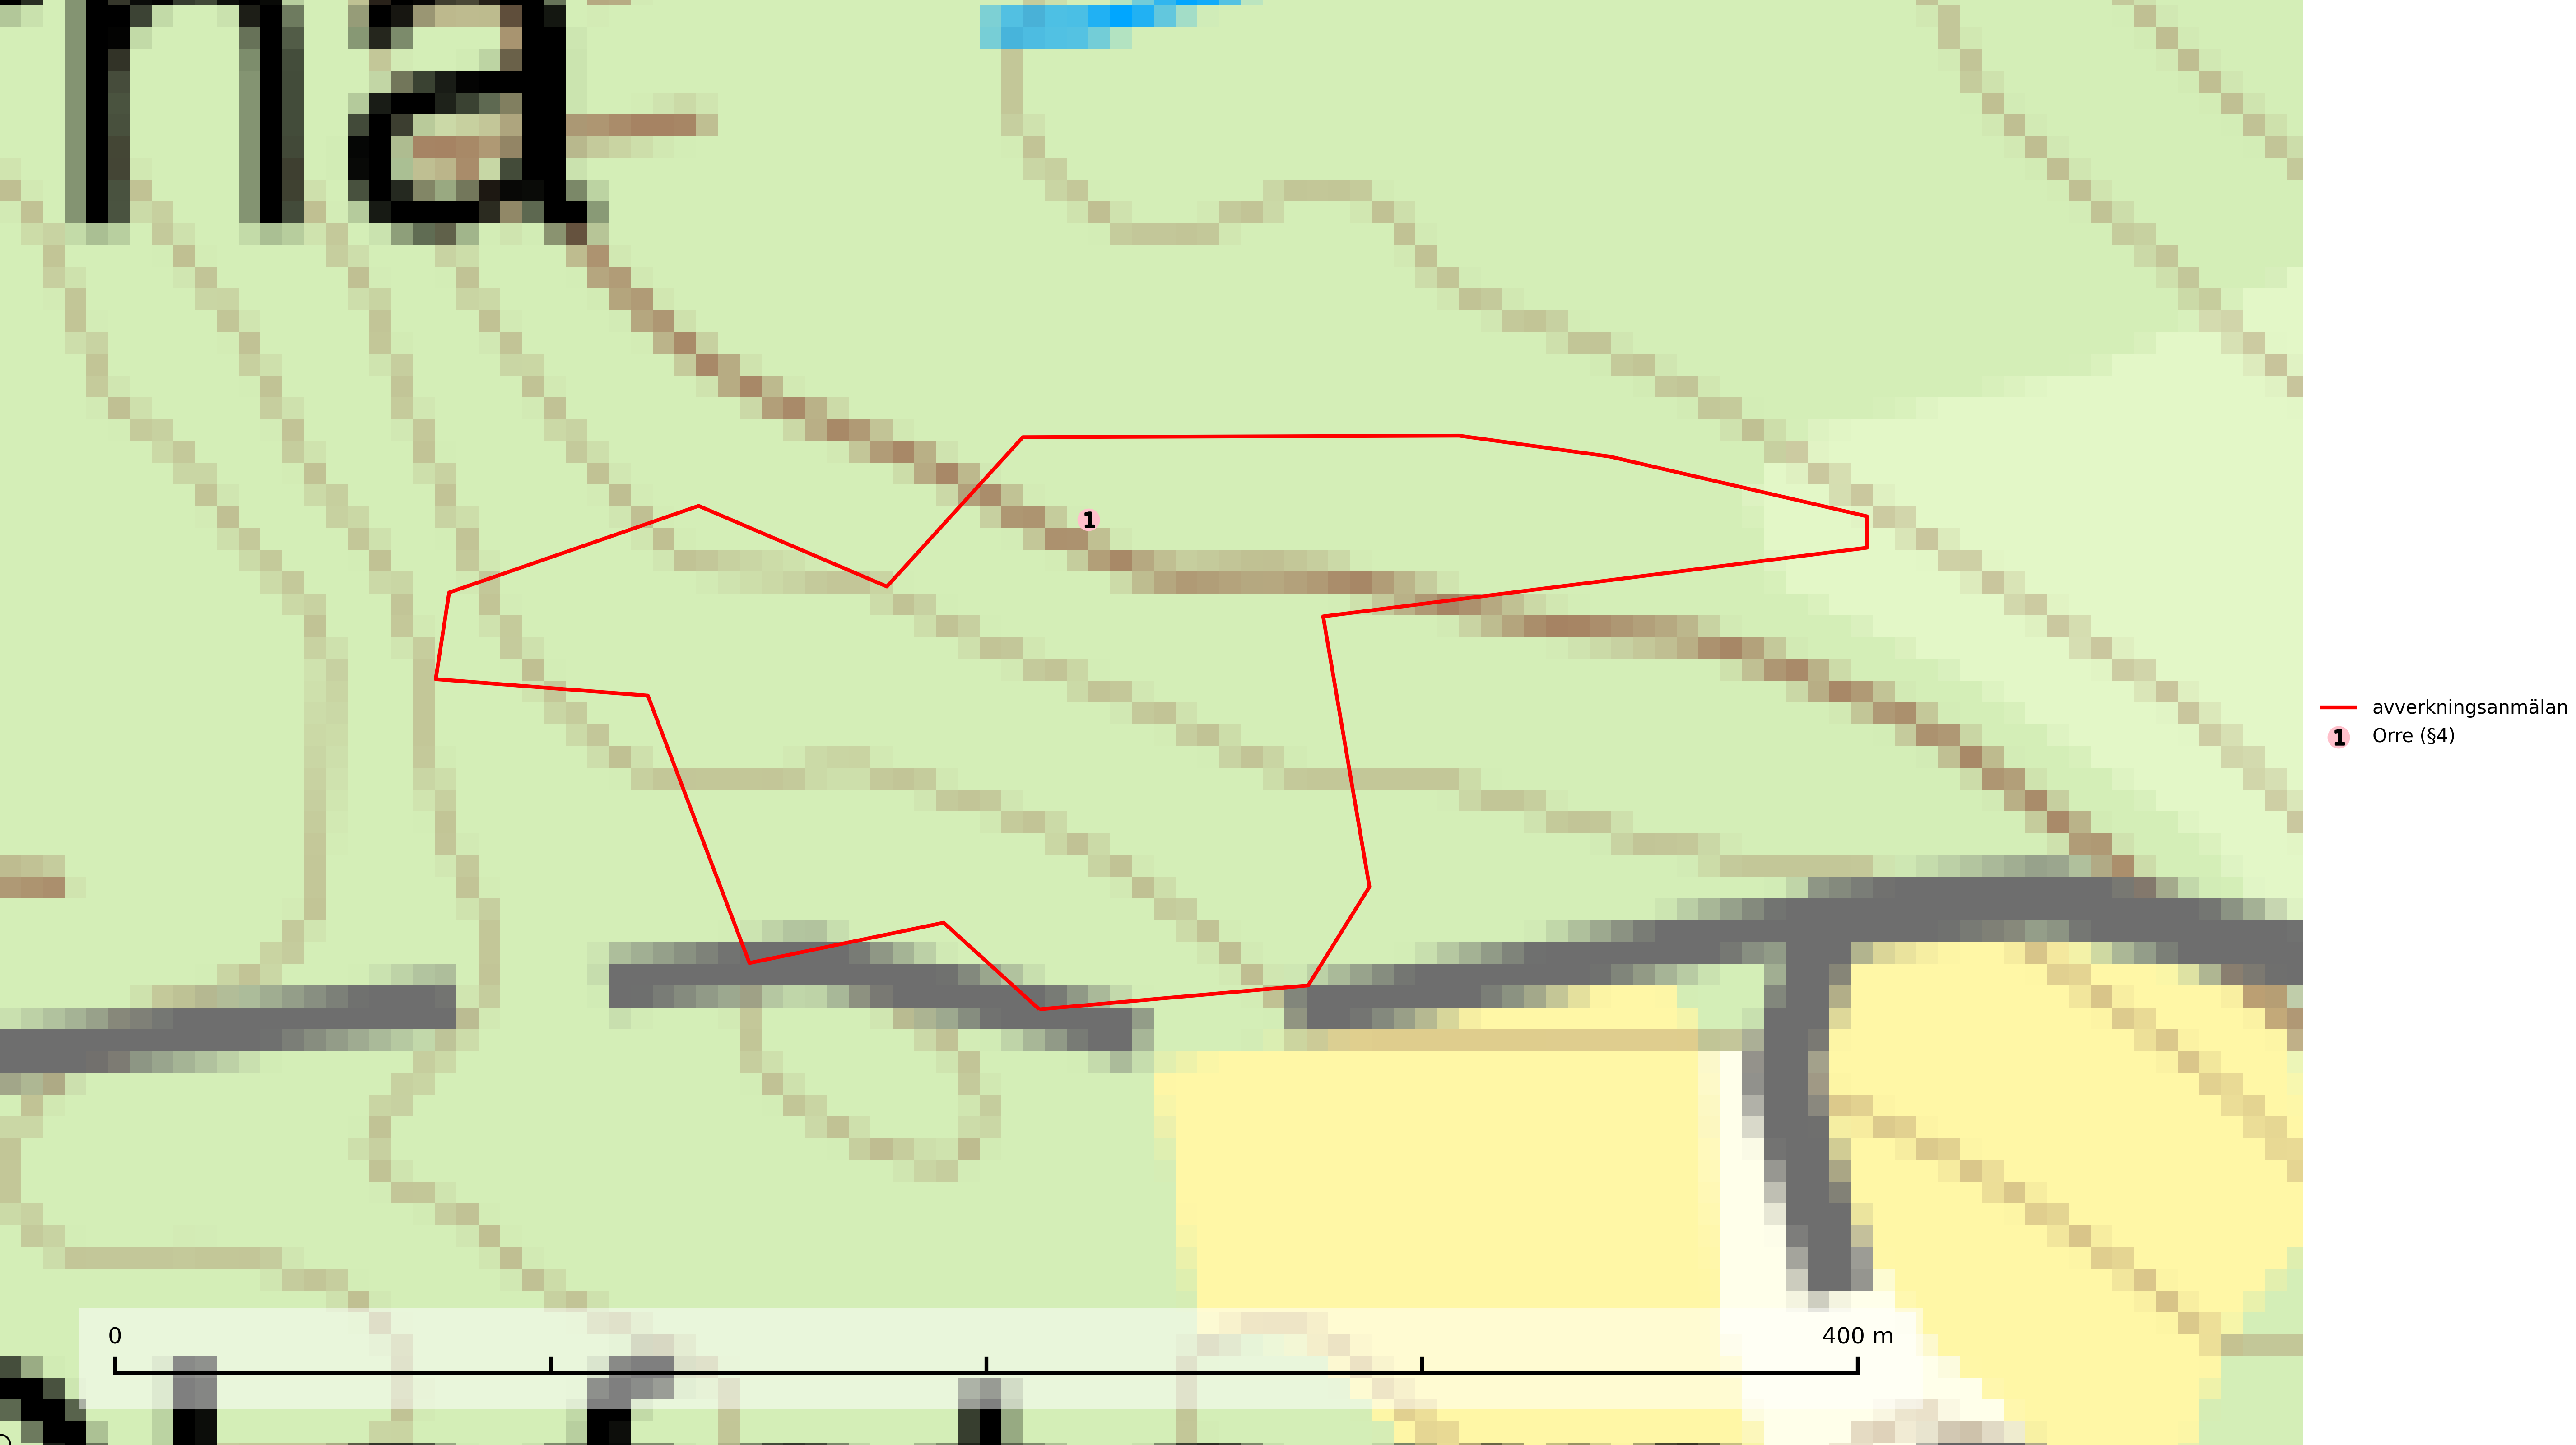 na
1
avverkningsanmälan
1 Orre (§4)
0 400 m